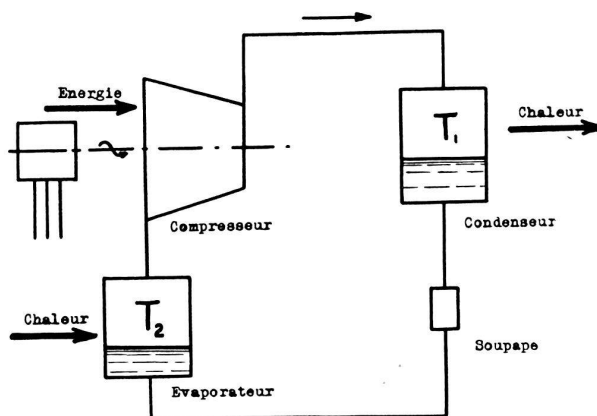 Energie
T1
Chaleur
Compresseur
Condenseur
T2
Chaleur
Soupape
Evaporateur